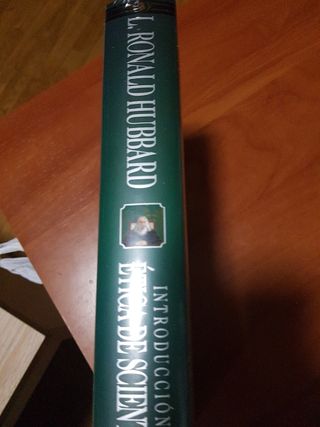 L. RONALD HUBBARD
INTRODUCCIÓN
ÉTICA DE SCIEN